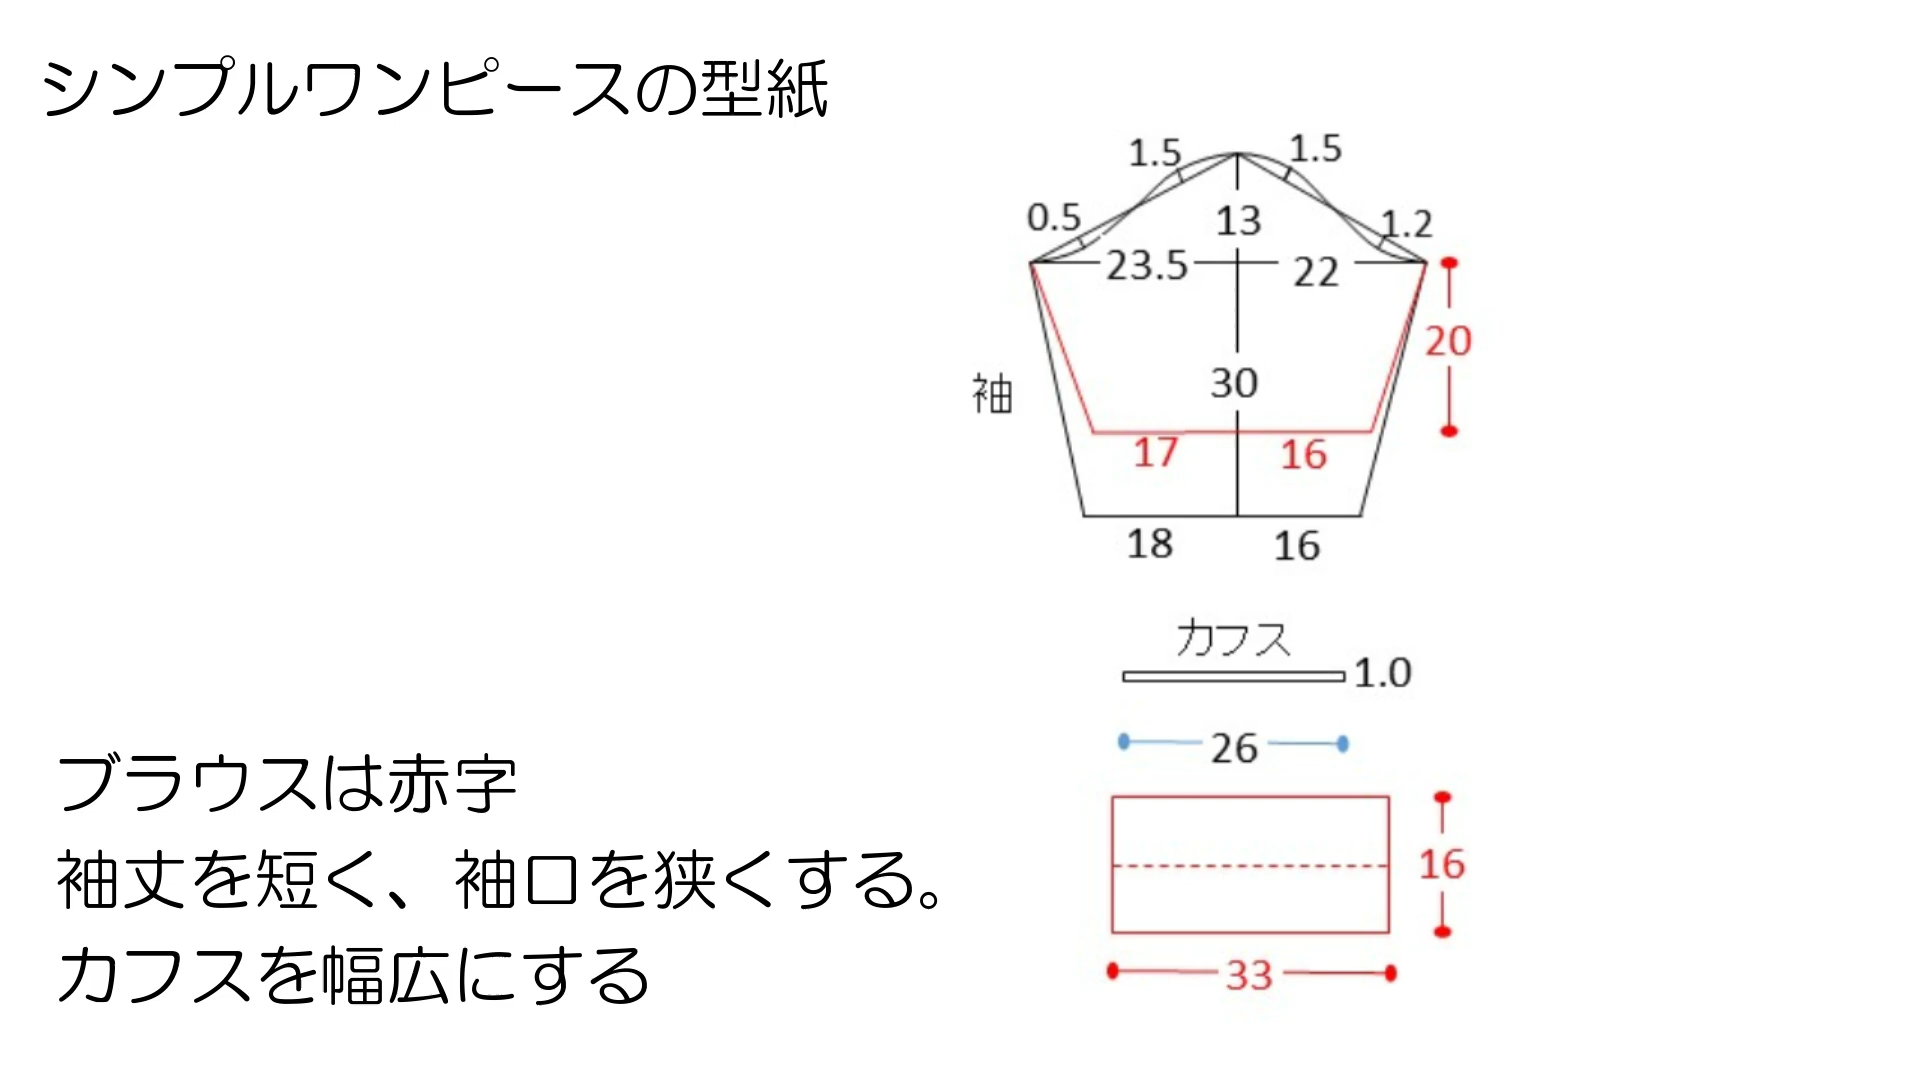 シンプルワンピースの型紙
1.5
1.5
0.5
13
1.2
23.5
22
20
袖
30
17
16
18
16
カフス
1.0
26
ブラウスは赤字
袖丈を短く、袖口を狭くする。
カフスを幅広にする
16
33